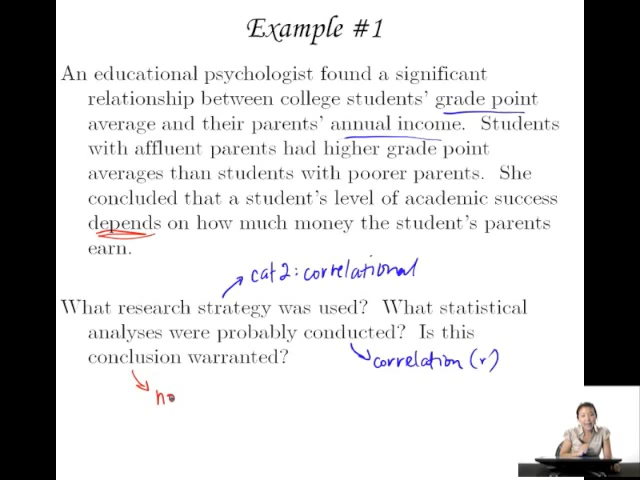 Example #1
An educational psychologist found a significant
relationship between college students' grade point
average and their parents' annual income. Students
with affluent parents had higher grade point
averages than students with poorer parents. She
concluded that a student's level of academic success
depends on how much money the student's parents
earn.
cat 2: correlational
What research strategy was used? What statistical
analyses were probably conducted? Is this
conclusion warranted?
correlation (r)
no